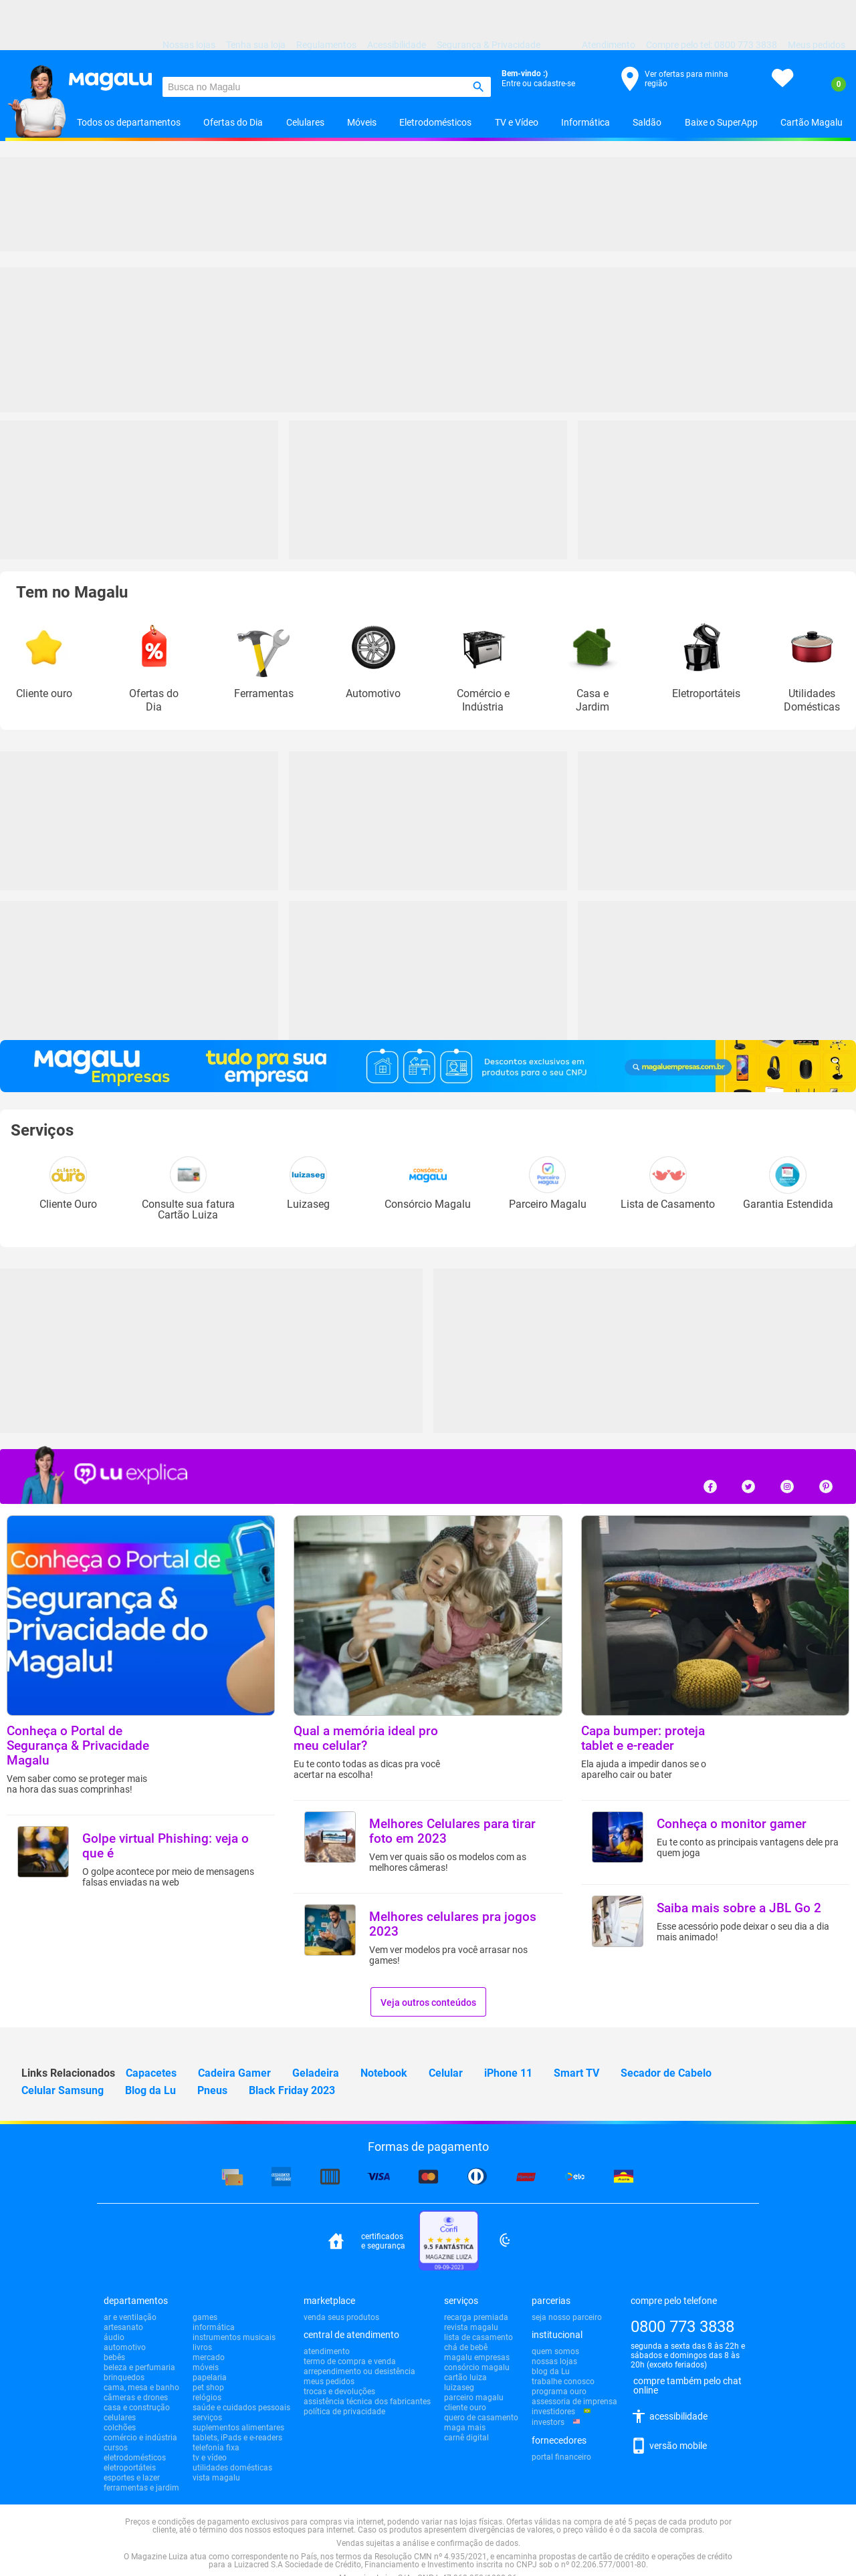 Nossas lojas Tenha sua loja Regulamentos Acessibilidade Segurança & Privacidade Atendimento Compre pelo tel: 0800 773 3838 Meus pedidos
Magalu
Busca no Magalu
Bem-vindo :)
Entre ou cadastre-se
Ver ofertas para minha
região
0
Todos os departamentos Ofertas do Dia Celulares Móveis Eletrodomésticos TV e Vídeo Informática Saldão Baixe o SuperApp Cartão Magalu
Tem no Magalu
%
Cliente ouro
Ofertas do
Dia
Ferramentas
Automotivo
Comércio e
Indústria
Casa e
Jardim
Eletroportáteis
Utilidades
Domésticas
Magalu
Empresas
tudo pra sua
empresa
Descontos exclusivos em
produtos para o seu CNPJ
magaluempresas.com.br
Serviços
cliente
ouro
luizaseg
CONSÓRCIO
MAGALU
Parceiro
Magalu
Cliente Ouro
Consulte sua fatura
Cartão Luiza
Luizaseg
Consórcio Magalu
Parceiro Magalu
Lista de Casamento
Garantia Estendida
LU explica
Conheça o Portal de
Segurança &
Privacidade do
Magalu!
Conheça o Portal de
Segurança & Privacidade
Magalu
Vem saber como se proteger mais
na hora das suas comprinhas!
Golpe virtual Phishing: veja o
que é
O golpe acontece por meio de mensagens
falsas enviadas na web
Qual a memória ideal pro
meu celular?
Eu te conto todas as dicas pra você
acertar na escolha!
Melhores Celulares para tirar
foto em 2023
Vem ver quais são os modelos com as
melhores câmeras!
Melhores celulares pra jogos
2023
Vem ver modelos pra você arrasar nos
games!
Capa bumper: proteja
tablet e e-reader
Ela ajuda a impedir danos se o
aparelho cair ou bater
Conheça o monitor gamer
Eu te conto as principais vantagens dele pra
quem joga
Saiba mais sobre a JBL Go 2
Esse acessório pode deixar o seu dia a dia
mais animado!
Veja outros conteúdos
Links Relacionados Capacetes Cadeira Gamer Geladeira Notebook Celular iPhone 11 Smart TV Secador de Cabelo
Celular Samsung Blog da Lu Pneus Black Friday 2023
Formas de pagamento
VISA
elo
certificados
e segurança
Confi
9.5 FANTÁSTICA
MAGAZINE LUIZA
09-09-2023
departamentos
ar e ventilação
artesanato
áudio
automotivo
bebês
beleza e perfumaria
brinquedos
cama, mesa e banho
câmeras e drones
casa e construção
celulares
colchões
comércio e indústria
cursos
eletrodomésticos
eletroportáteis
esportes e lazer
ferramentas e jardim
games
informática
instrumentos musicais
livros
mercado
móveis
papelaria
pet shop
relógios
saúde e cuidados pessoais
serviços
suplementos alimentares
tablets, iPads e e-readers
telefonia fixa
tv e vídeo
utilidades domésticas
vista magalu
marketplace
venda seus produtos
central de atendimento
atendimento
termo de compra e venda
arrependimento ou desistência
meus pedidos
trocas e devoluções
assistência técnica dos fabricantes
política de privacidade
serviços
recarga premiada
revista magalu
lista de casamento
chá de bebê
magalu empresas
consórcio magalu
cartão luiza
luizaseg
parceiro magalu
cliente ouro
quero de casamento
maga mais
carnê digital
parcerias
seja nosso parceiro
institucional
quem somos
nossas lojas
blog da Lu
trabalhe conosco
programa ouro
assessoria de imprensa
investidores
investors
fornecedores
portal financeiro
compre pelo telefone
0800 773 3838
segunda a sexta das 8 às 22h e
sábados e domingos das 8 às
20h (exceto feriados)
compre também pelo chat
online
acessibilidade
versão mobile
Preços e condições de pagamento exclusivos para compras via internet, podendo variar nas lojas físicas. Ofertas válidas na compra de até 5 peças de cada produto por
cliente, até o término dos nossos estoques para internet. Caso os produtos apresentem divergências de valores, o preço válido é o da sacola de compras.
Vendas sujeitas a análise e confirmação de dados.
O Magazine Luiza atua como correspondente no País, nos termos da Resolução CMN nº 4.935/2021, e encaminha propostas de cartão de crédito e operações de crédito
para a Luizacred S.A Sociedade de Crédito, Financiamento e Investimento inscrita no CNPJ sob o nº 02.206.577/0001-80.